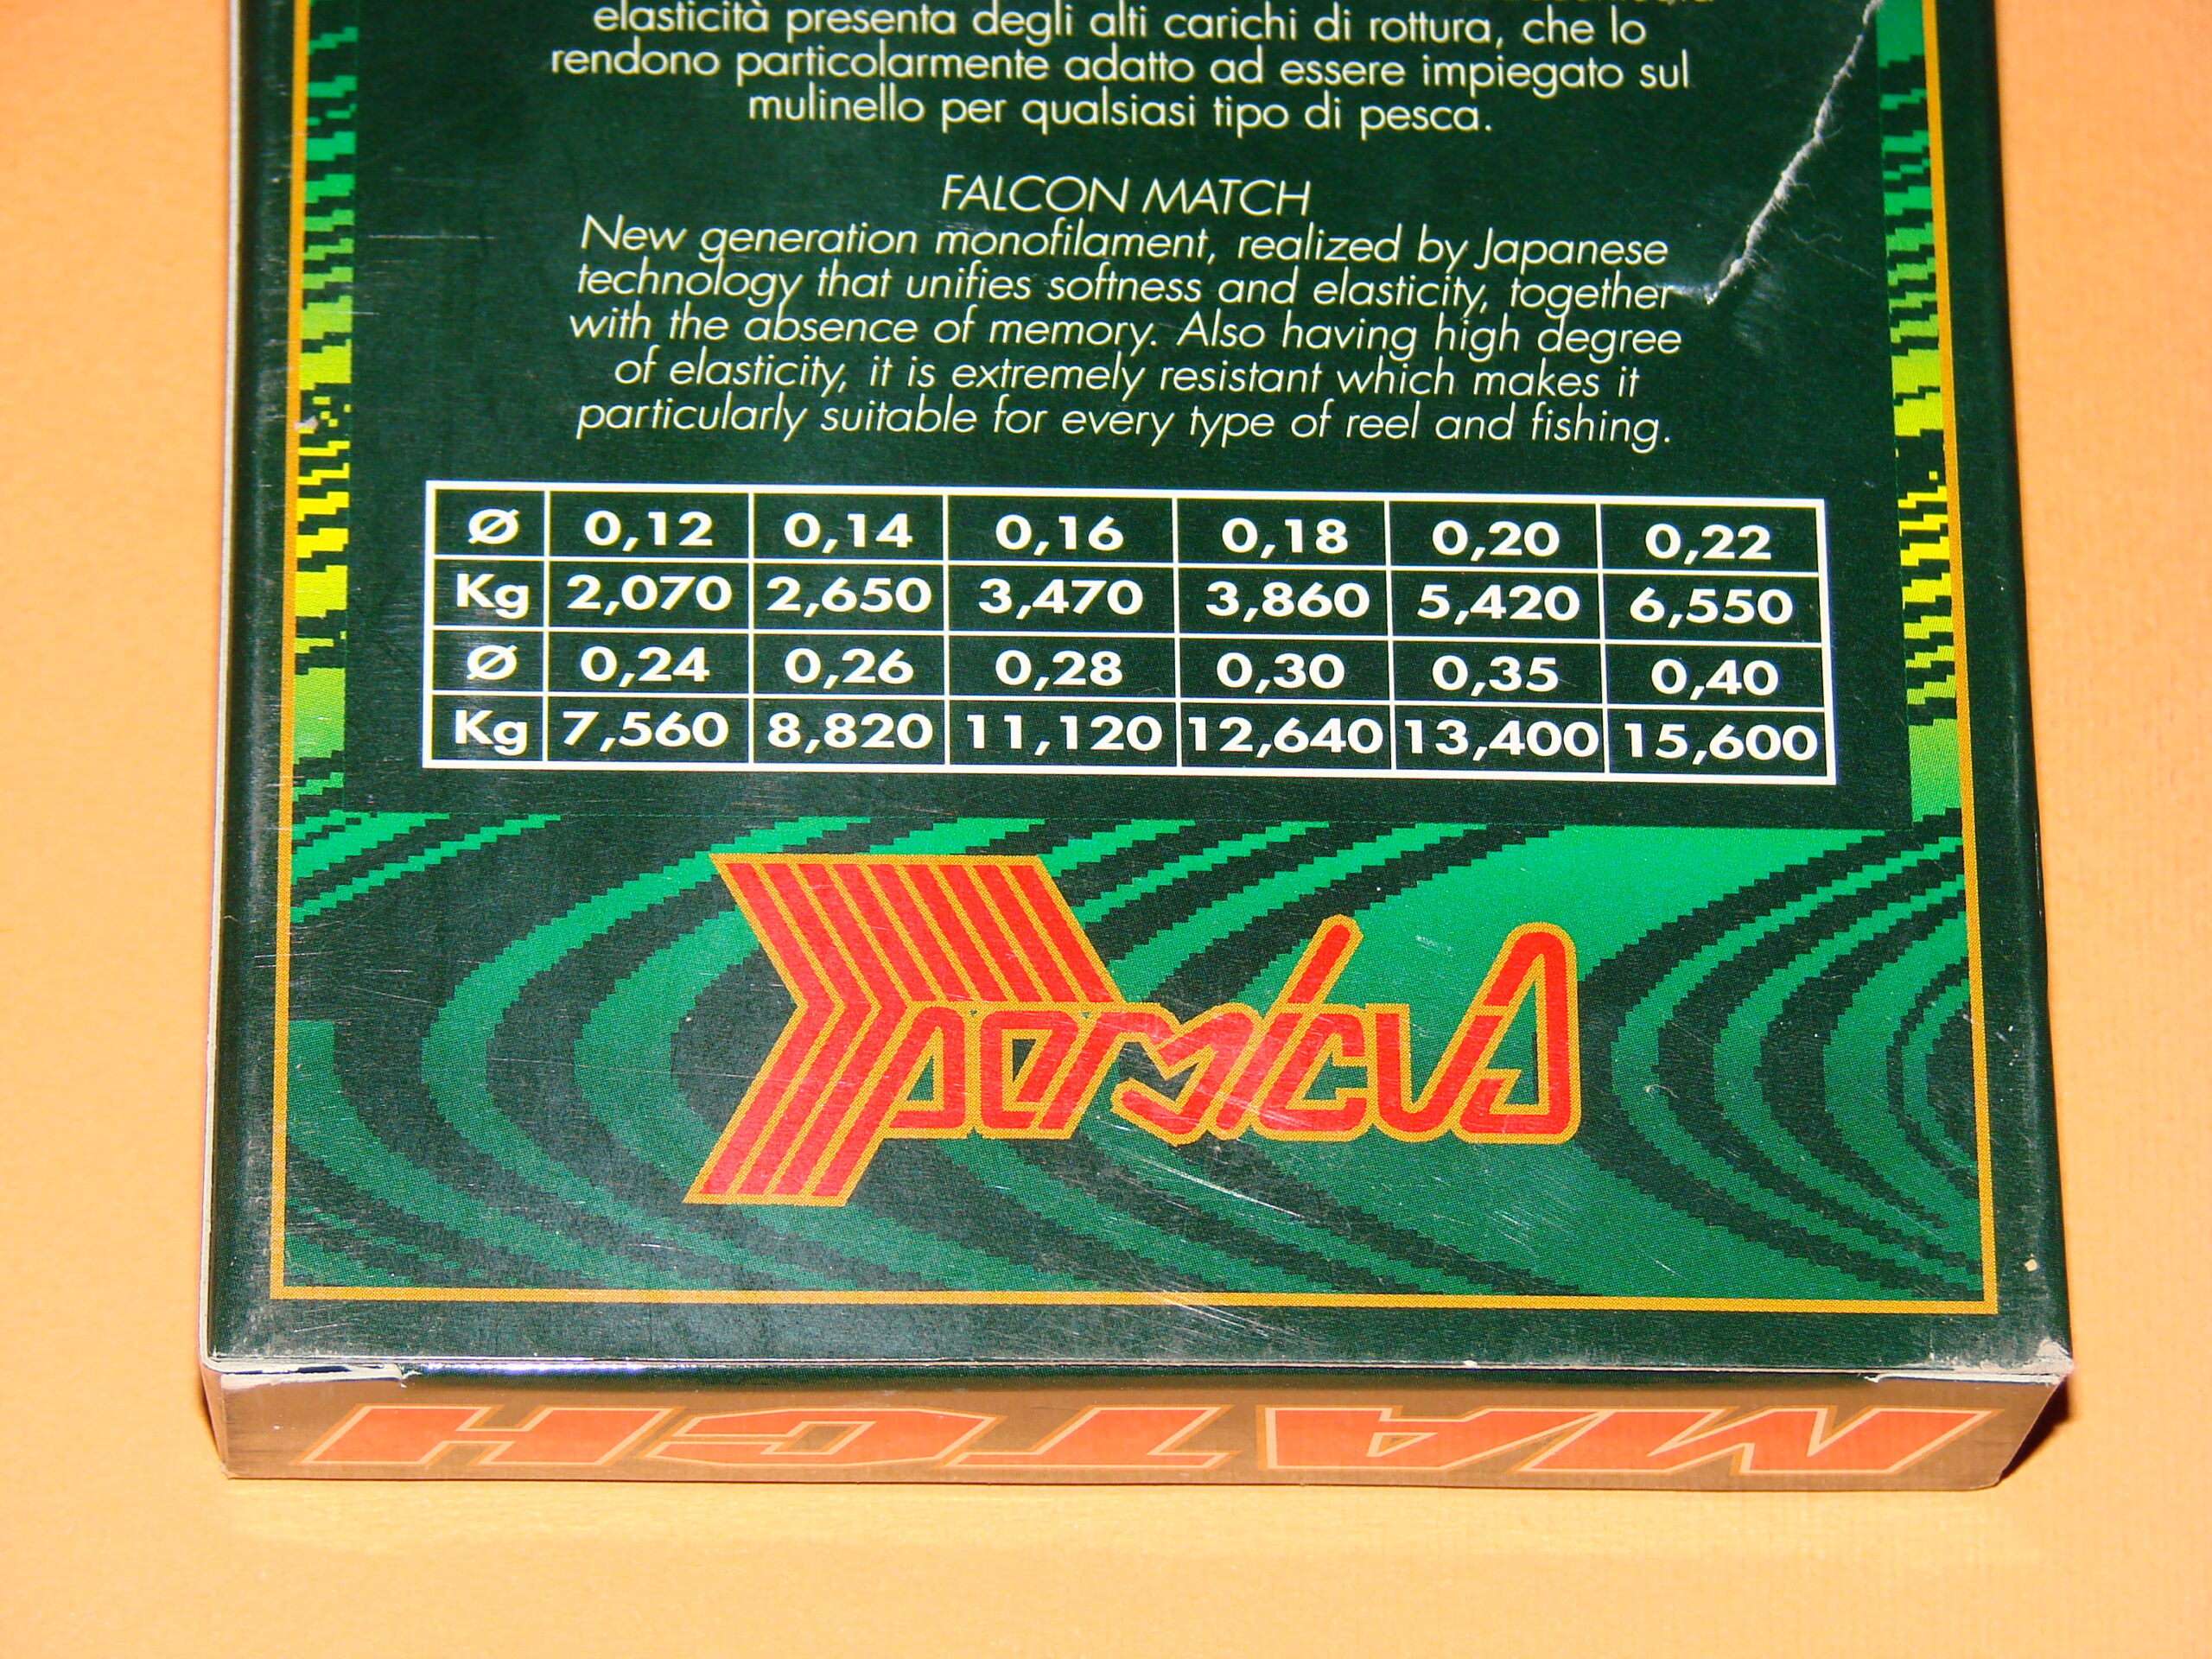 elasticità presenta degli alti carichi di rottura, che lo
rendono particolarmente adatto ad essere impiegato sul
mulinello per qualsiasi tipo di pesca.
FALCON MATCH
New generation monofilament, realized by Japanese
technology that unifies softness and elasticity, together
with the absence of memory. Also having high degree
of elasticity, it is extremely resistant which makes it
particularly suitable for every type of reel and fishing.
Ø 0,12 0,14 0,16 0,18 0,20 0,22
Kg 2,070 2,650 3,470 3,860 5,420 6,550
Ø 0,24 0,26 0,28 0,30 0,35 0,40
Kg 7,560 8,820 11,120 12,640 13,400 15,600
PERMICUD
MATCH